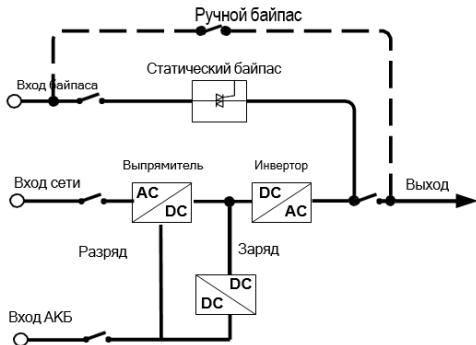 Ручной байпас
Статический байпас
Вход байпаса
Выпрямитель
Инвертор
Вход сети
AC
DC
DC
AC
Выход
Разряд
Заряд
DC
DC
Вход АКБ